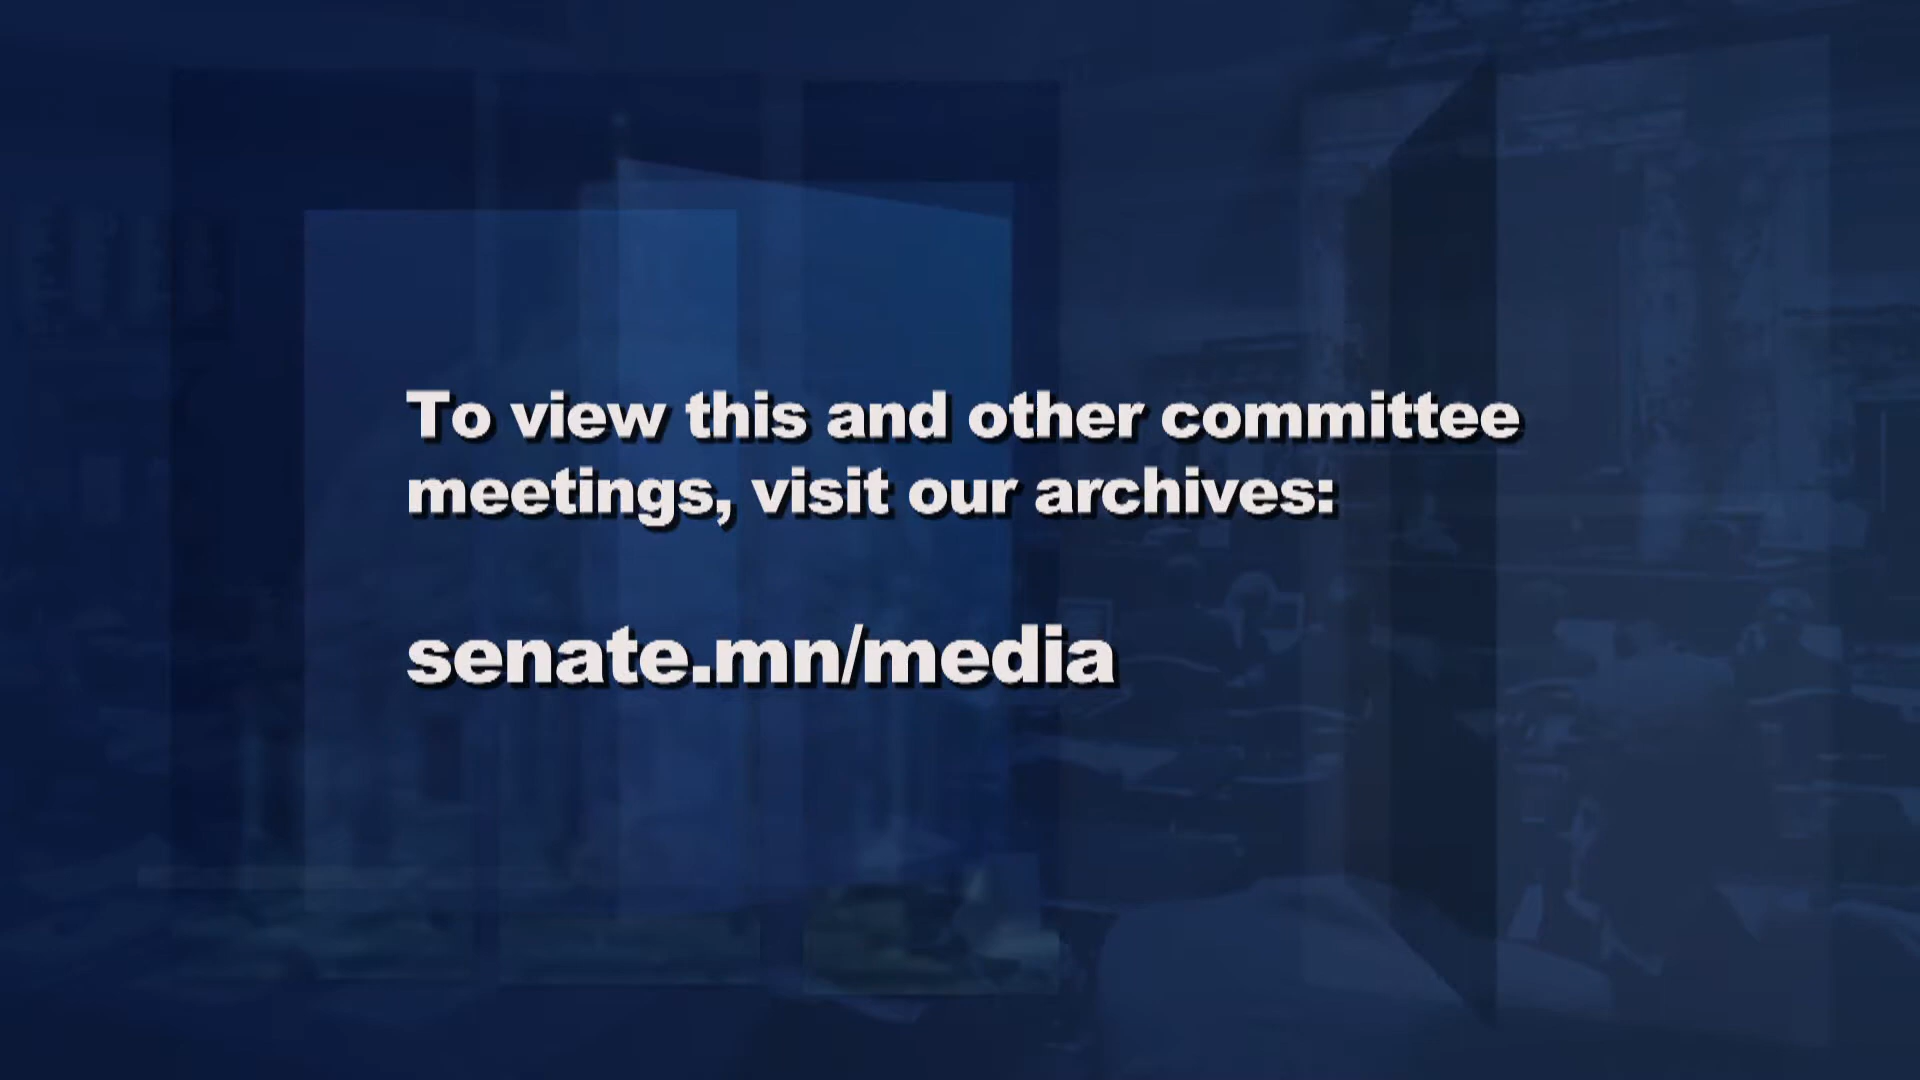 To view this and other committee
meetings, visit our archives:
senate.mn/media